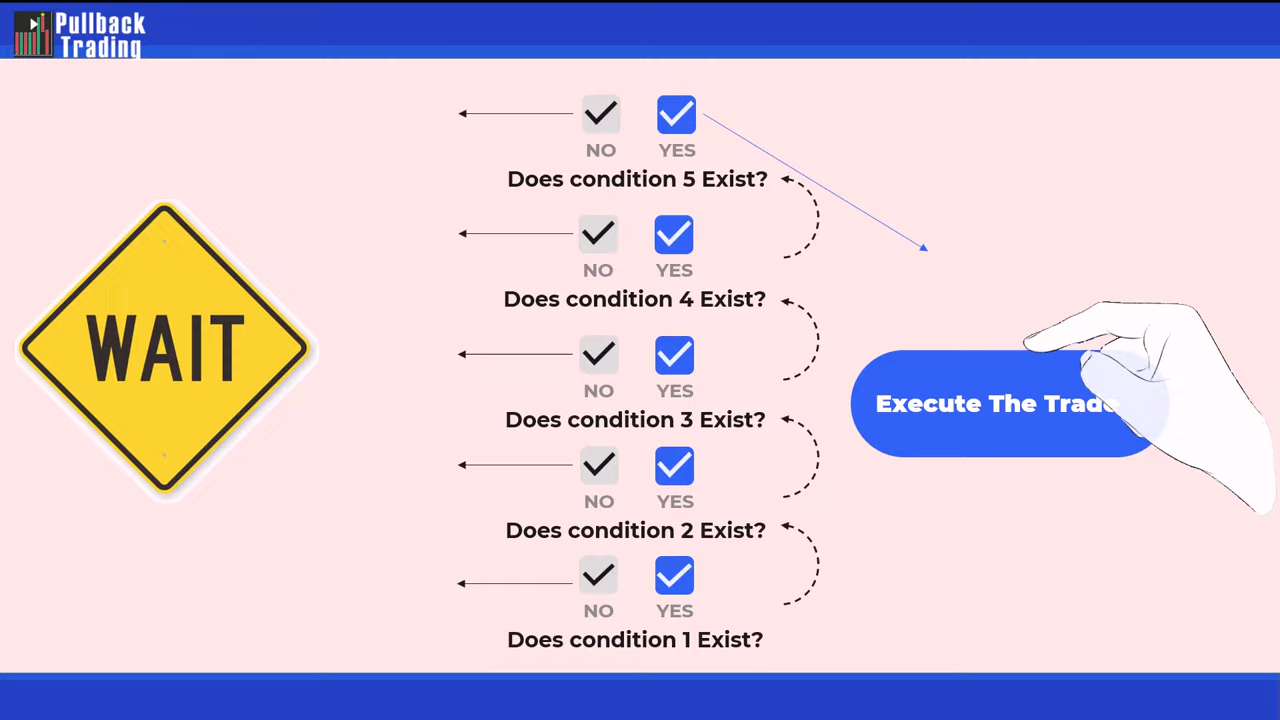 Pullback
Trading
NO YES
Does condition 5 Exist?
NO YES
Does condition 4 Exist?
WAIT
NO YES
Does condition 3 Exist?
Execute The Trade
NO YES
Does condition 2 Exist?
NO YES
Does condition 1 Exist?